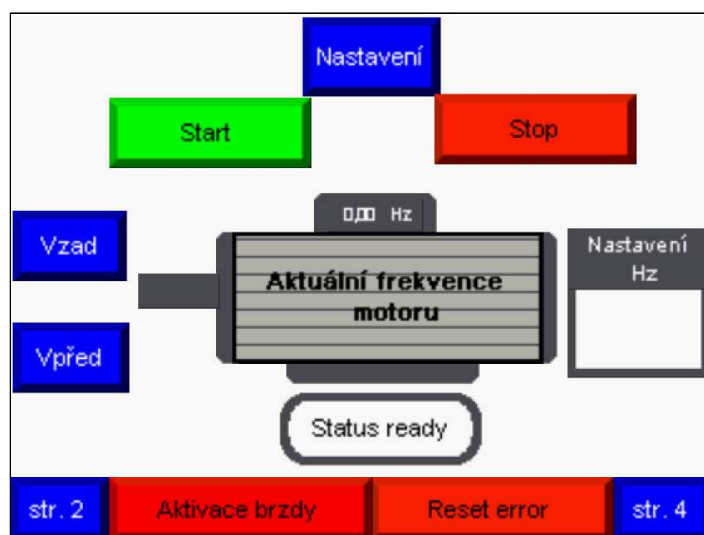 Nastavení
Start
Stop
0,00 Hz
Vzad
Nastavení
Hz
Aktuální frekvence
motoru
Vpřed
Status ready
str. 2
Aktivace brzdy
Reset error
str. 4